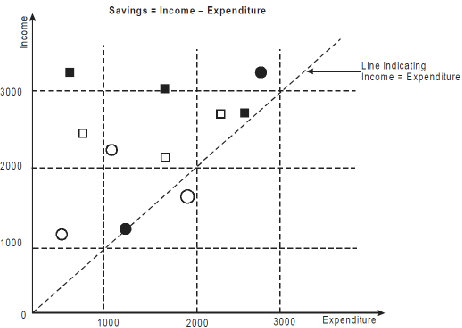 Savings = Income – Expenditure
Income
Line indicating
Income = Expenditure
3000
2000
1000
0
1000
2000
3000
Expenditure